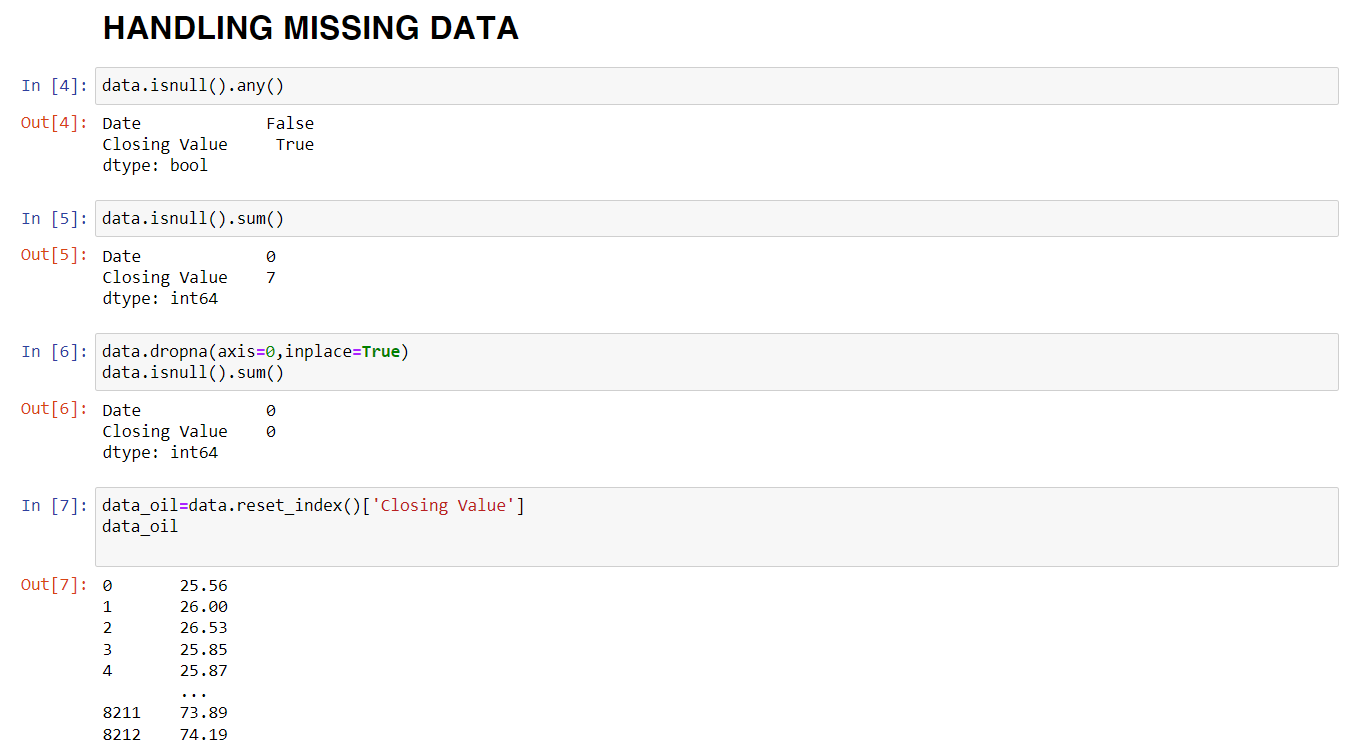 HANDLING MISSING DATA
In [4]: data.isnull().any()
Out[4]: Date             False
Closing Value     True
dtype: bool
In [5]: data.isnull().sum()
Out[5]: Date             0
Closing Value    7
dtype: int64
In [6]: data.dropna(axis=0,inplace=True)
data.isnull().sum()
Out[6]: Date             0
Closing Value    0
dtype: int64
In [7]: data_oil=data.reset_index()['Closing Value']
data_oil
Out[7]: 0       25.56
1       26.00
2       26.53
3       25.85
4       25.87
...
8211    73.89
8212    74.19